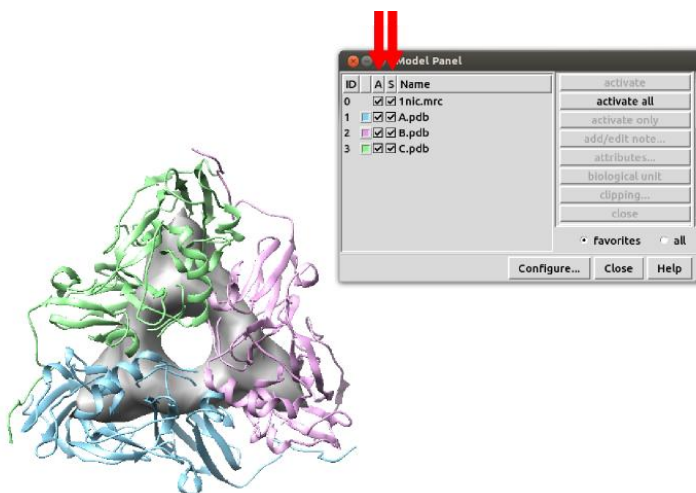 Model Panel
ID A S Name
0 1nic.mrc
1 A.pdb
2 B.pdb
3 C.pdb
activate
activate all
activate only
add/edit note...
attributes...
biological unit
clipping...
close
favorites all
Configure... Close Help